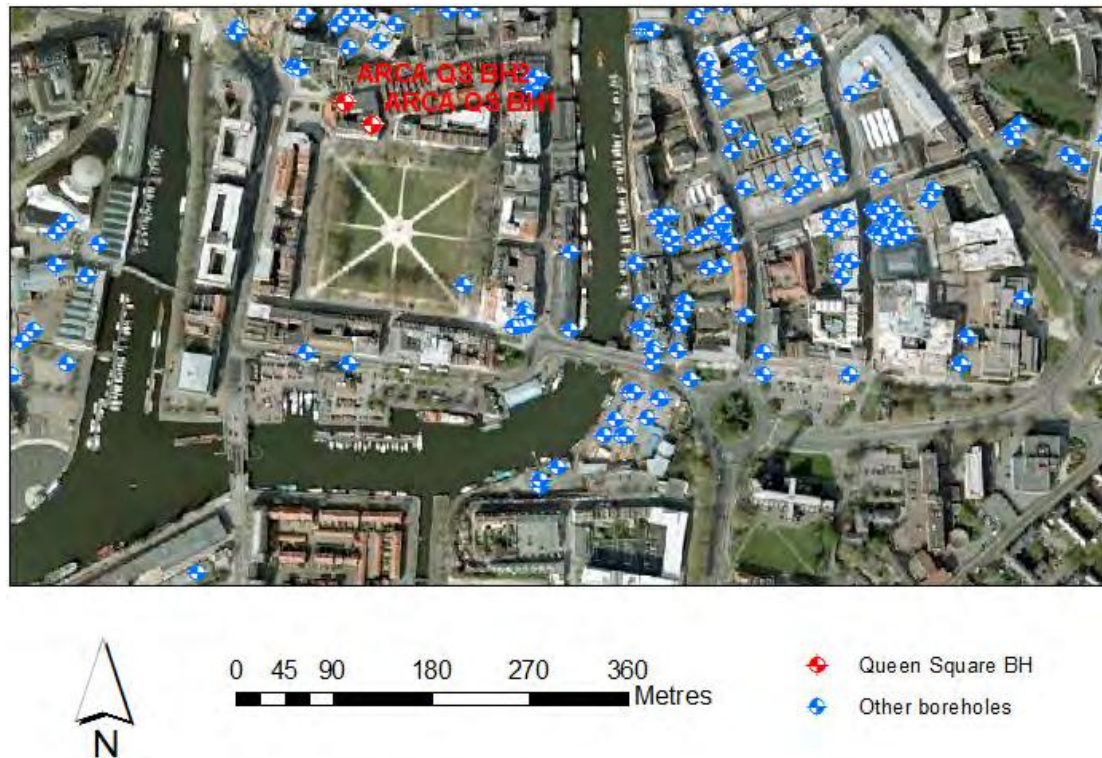 ARCA QS BH2
ARCA QS BH1
0 45 90 180 270 360
Metres
Queen Square BH
Other boreholes
N